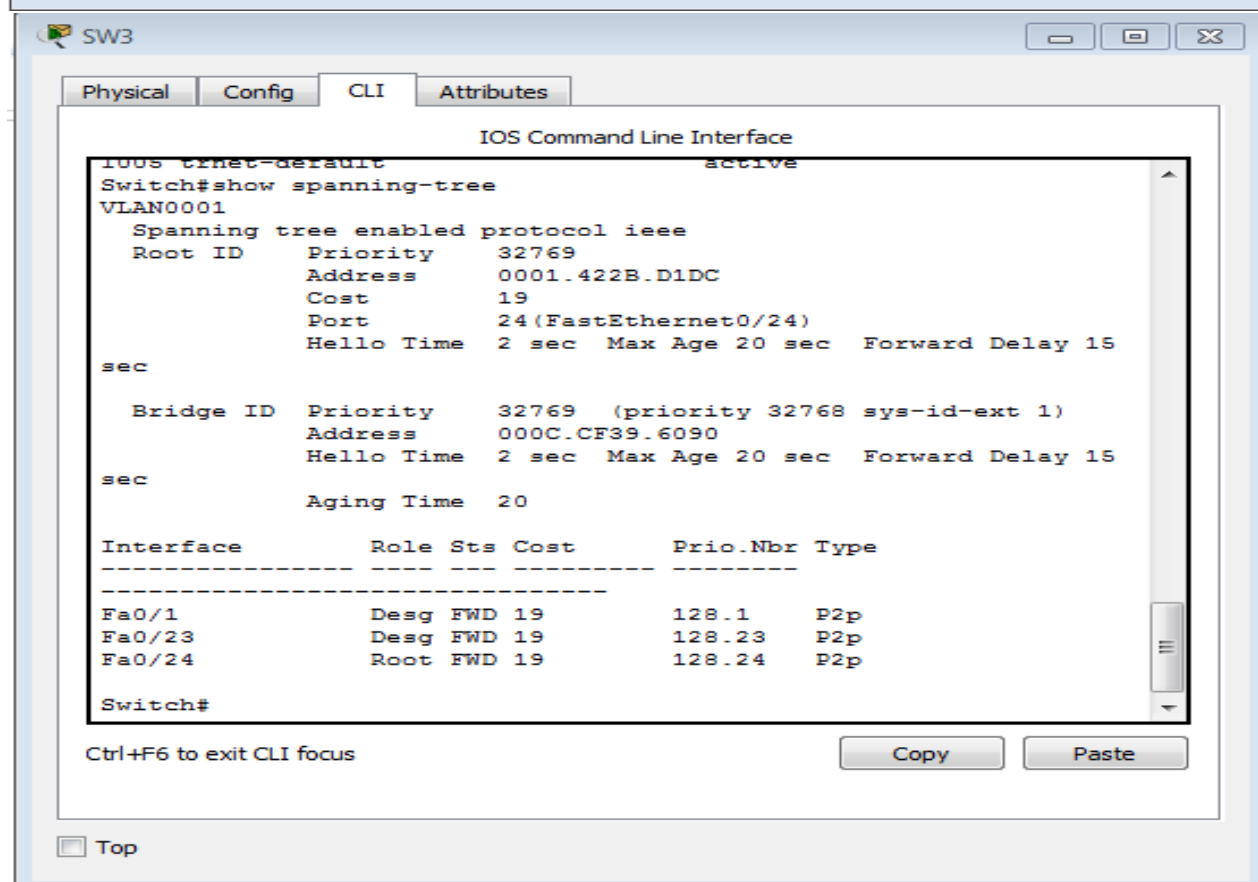 SW3
Physical Config CLI Attributes
IOS Command Line Interface
1005 trnet-default active
Switch#show spanning-tree
VLAN0001
  Spanning tree enabled protocol ieee
  Root ID    Priority    32769
             Address     0001.422B.D1DC
             Cost        19
             Port        24(FastEthernet0/24)
             Hello Time  2 sec  Max Age 20 sec  Forward Delay 15
sec
  Bridge ID  Priority    32769  (priority 32768 sys-id-ext 1)
             Address     000C.CF39.6090
             Hello Time  2 sec  Max Age 20 sec  Forward Delay 15
sec
             Aging Time  20
Interface        Role Sts Cost      Prio.Nbr Type
---------------- ---- --- --------- --------
--------------------------------
Fa0/1            Desg FWD 19        128.1    P2p
Fa0/23           Desg FWD 19        128.23   P2p
Fa0/24           Root FWD 19        128.24   P2p
Switch#
Ctrl+F6 to exit CLI focus
Copy Paste
Top